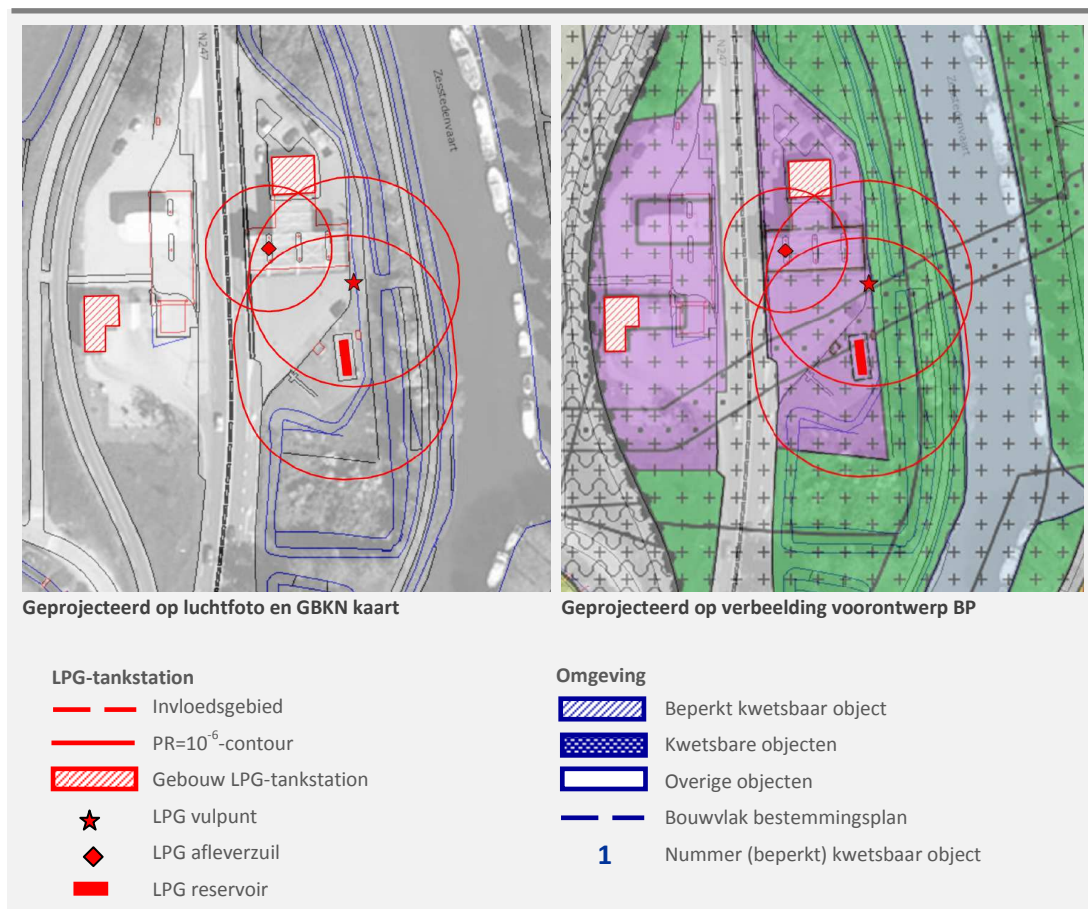 N247
Zesstedenvaart
Zesstedenvaart
Geprojecteerd op luchtfoto en GBKN kaart
Geprojecteerd op verbeelding voorontwerp BP
LPG-tankstation
Invloedsgebied
PR=10⁻⁶-contour
Gebouw LPG-tankstation
LPG vulpunt
LPG afleverzuil
LPG reservoir
Omgeving
Beperkt kwetsbaar object
Kwetsbare objecten
Overige objecten
Bouwvlak bestemmingsplan
1 Nummer (beperkt) kwetsbaar object